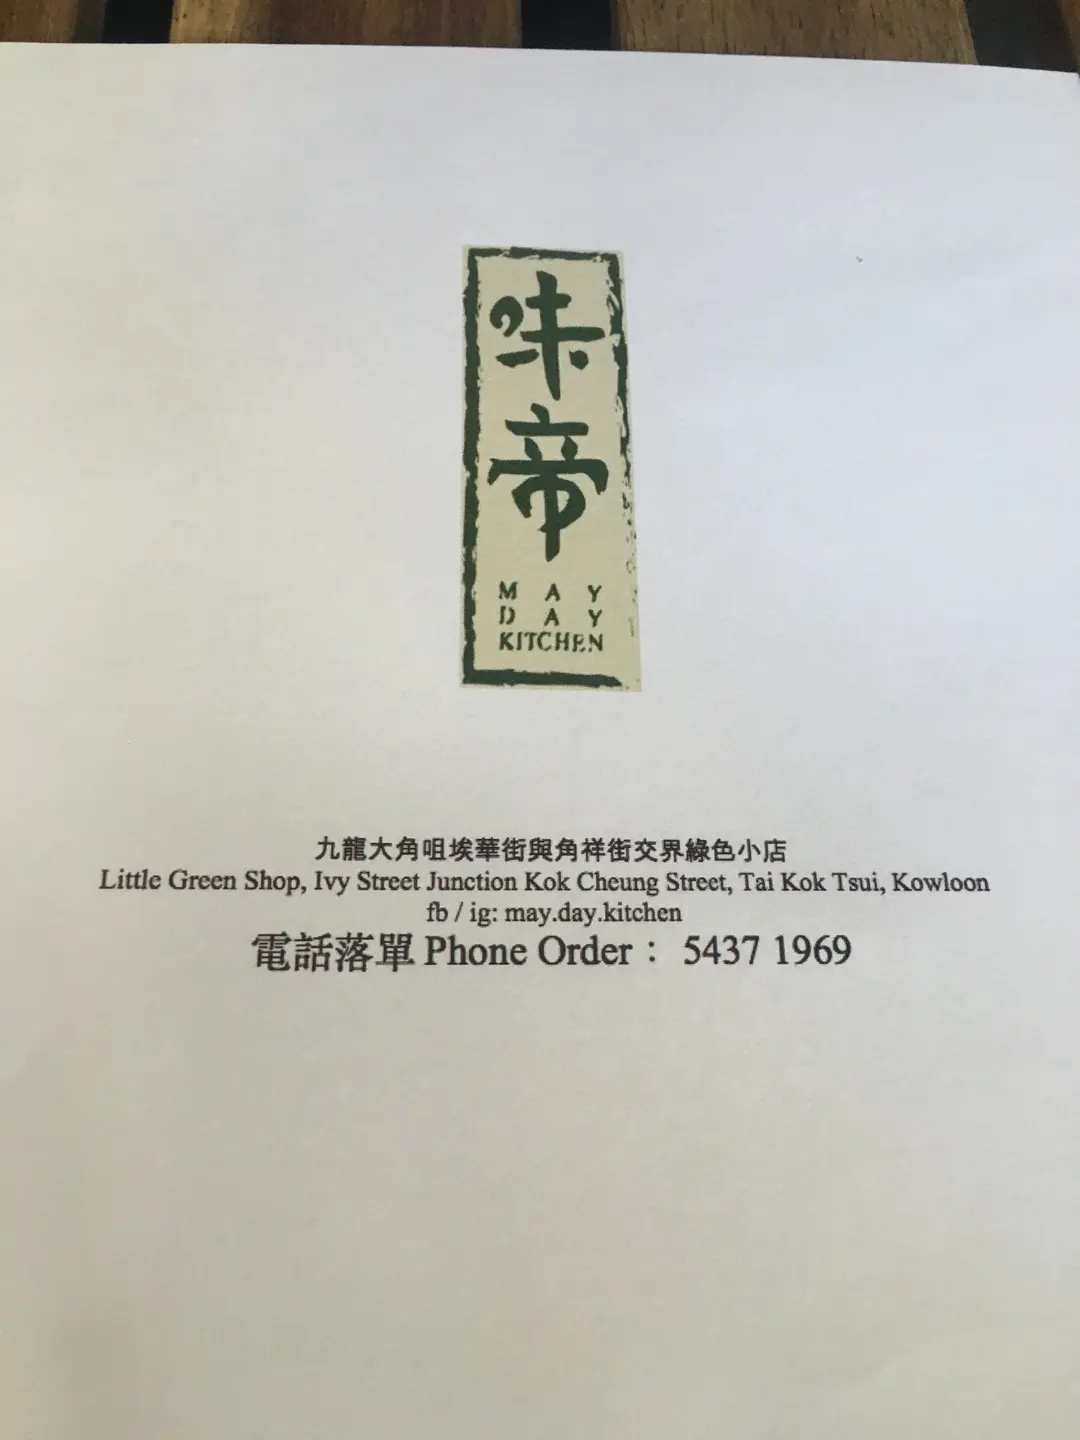 味帝
MAY
DAY
KITCHEN
九龍大角咀埃華街與角祥街交界綠色小店
Little Green Shop, Ivy Street Junction Kok Cheung Street, Tai Kok Tsui, Kowloon
fb / ig: may.day.kitchen
電話落單 Phone Order： 5437 1969